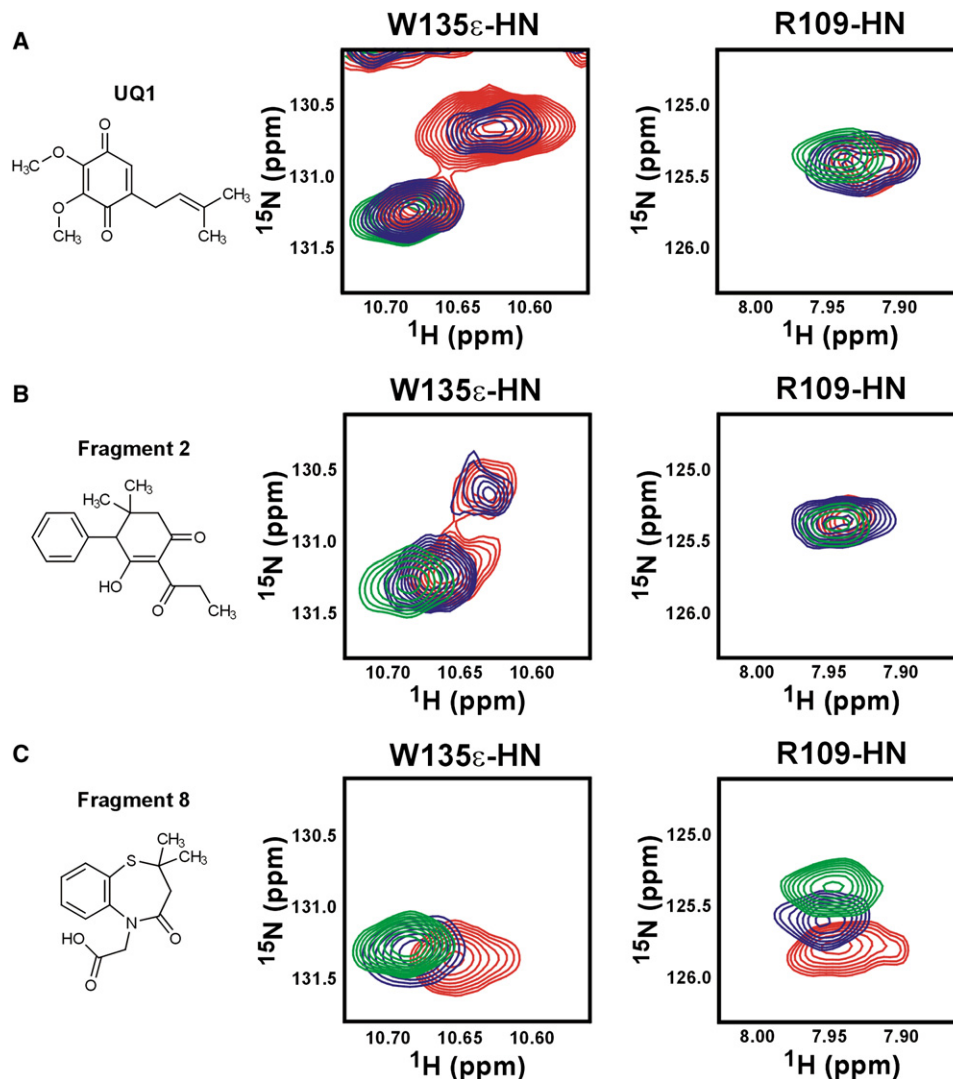 A
UQ1
O
H₃CO
O
CH₃
O
CH₃
CH₃
W135ε-HN
¹⁵N (ppm)
130.5
131.0
131.5
10.70 10.65 10.60
¹H (ppm)
R109-HN
¹⁵N (ppm)
125.0
125.5
126.0
8.00 7.95 7.90
¹H (ppm)
B
Fragment 2
CH₃
H₃C
O
HO
O
CH₃
W135ε-HN
¹⁵N (ppm)
130.5
131.0
131.5
10.70 10.65 10.60
¹H (ppm)
R109-HN
¹⁵N (ppm)
125.0
125.5
126.0
8.00 7.95 7.90
¹H (ppm)
C
Fragment 8
CH₃
S
CH₃
N
HO
O
O
W135ε-HN
¹⁵N (ppm)
130.5
131.0
131.5
10.70 10.65 10.60
¹H (ppm)
R109-HN
¹⁵N (ppm)
125.0
125.5
126.0
8.00 7.95 7.90
¹H (ppm)